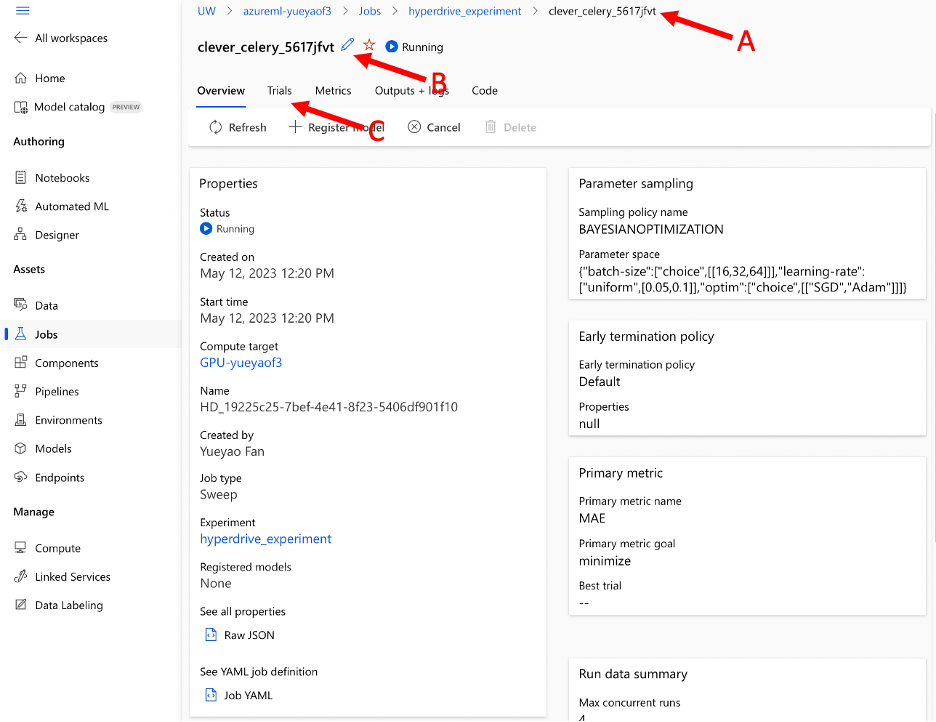 UW > azureml-yueyaof3 > Jobs > hyperdrive_experiment > clever_celery_5617jfvt
A
All workspaces
clever_celery_5617jfvt Running
B
Home
Overview Trials Metrics Outputs + logs Code
Model catalog PREVIEW
C
Refresh Register model Cancel Delete
Authoring
Notebooks
Automated ML
Designer
Assets
Data
Jobs
Components
Pipelines
Environments
Models
Endpoints
Manage
Compute
Linked Services
Data Labeling
Properties
Status
Running
Created on
May 12, 2023 12:20 PM
Start time
May 12, 2023 12:20 PM
Compute target
GPU-yueyaof3
Name
HD_19225c25-7bef-4e41-8f23-5406df901f10
Created by
Yueyao Fan
Job type
Sweep
Experiment
hyperdrive_experiment
Registered models
None
See all properties
Raw JSON
See YAML job definition
Job YAML
Parameter sampling
Sampling policy name
BAYESIANOPTIMIZATION
Parameter space
{"batch-size":["choice",[[16,32,64]]],"learning-rate":
["uniform",[0.05,0.1]],"optim":["choice",[["SGD","Adam"]]]}
Early termination policy
Early termination policy
Default
Properties
null
Primary metric
Primary metric name
MAE
Primary metric goal
minimize
Best trial
--
Run data summary
Max concurrent runs
4